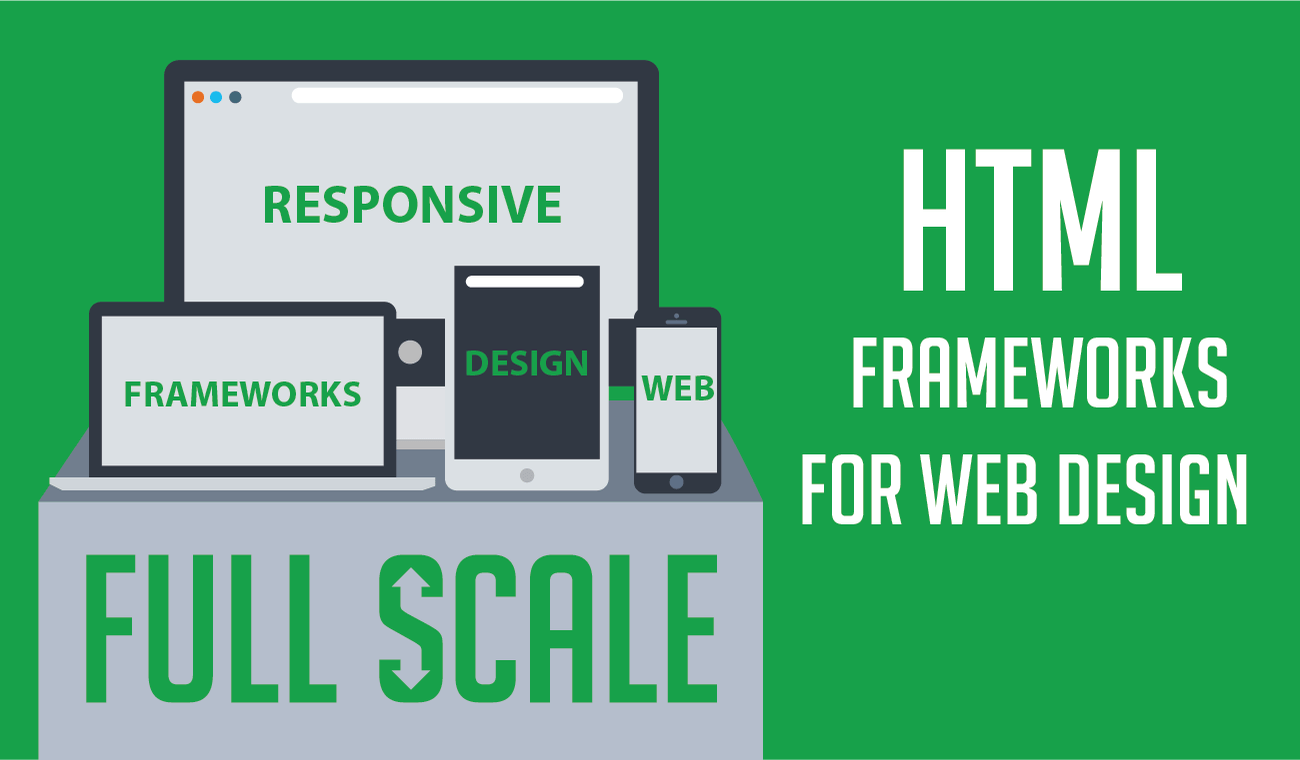 RESPONSIVE
FRAMEWORKS
DESIGN
WEB
FULL SCALE
HTML
FRAMEWORKS
FOR WEB DESIGN